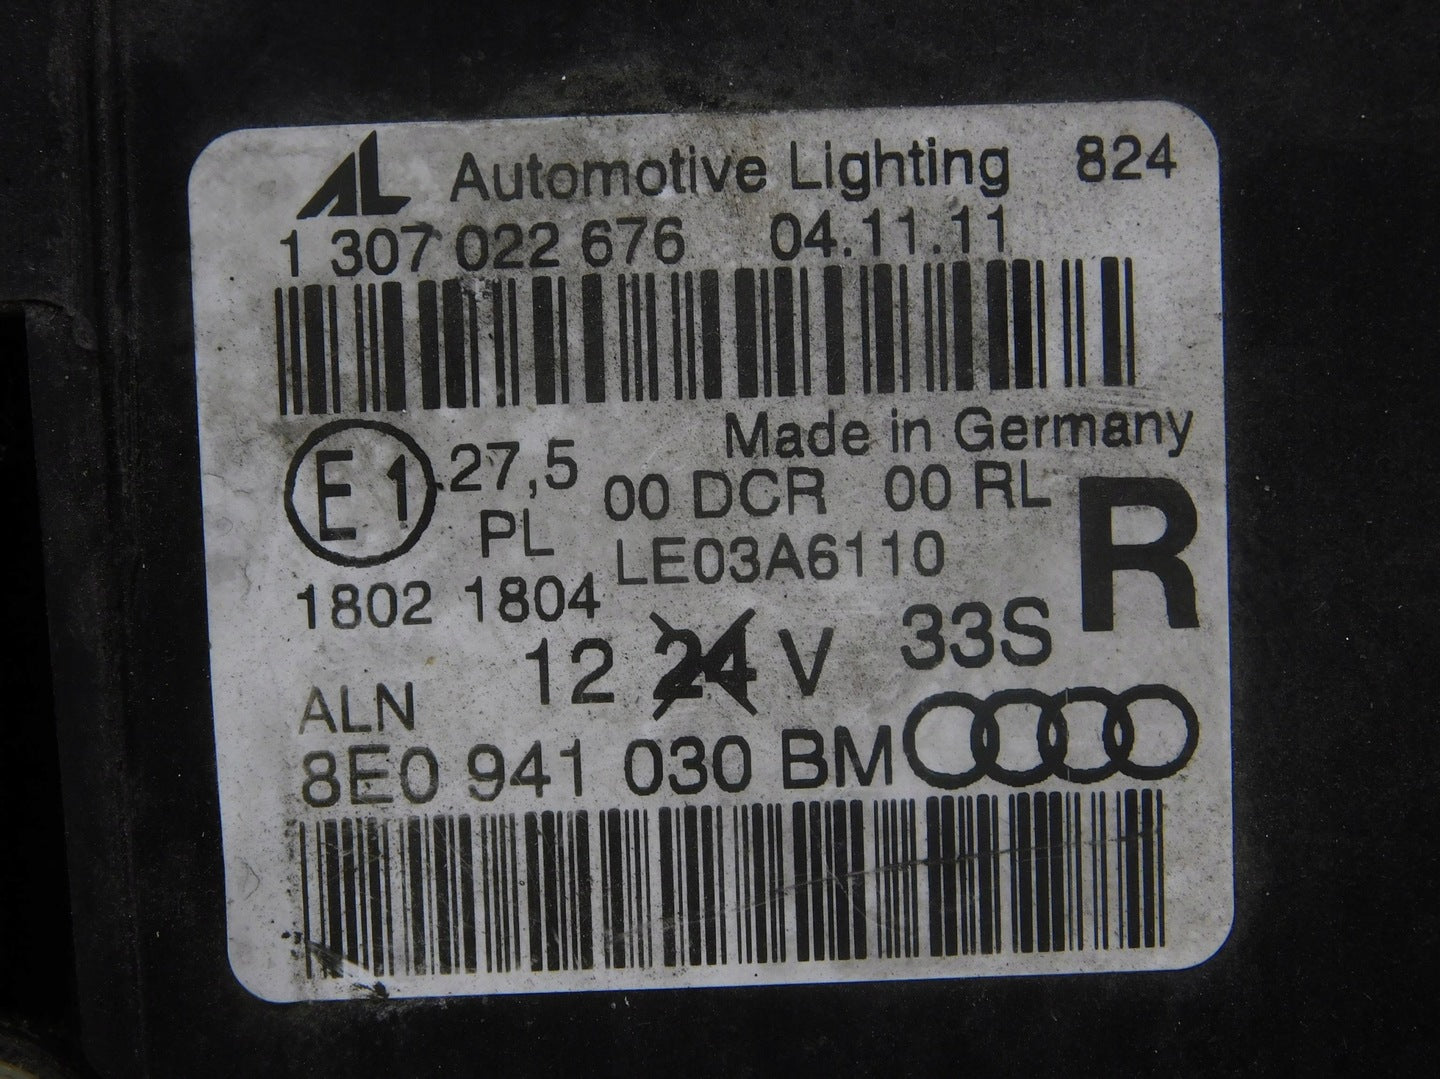 AL Automotive Lighting 824
1 307 022 676 04.11.11
Made in Germany
E1 27,5 00 DCR 00 RL R
PL LE03A6110
1802 1804
12 24 V 33S
ALN
8E0 941 030 BM